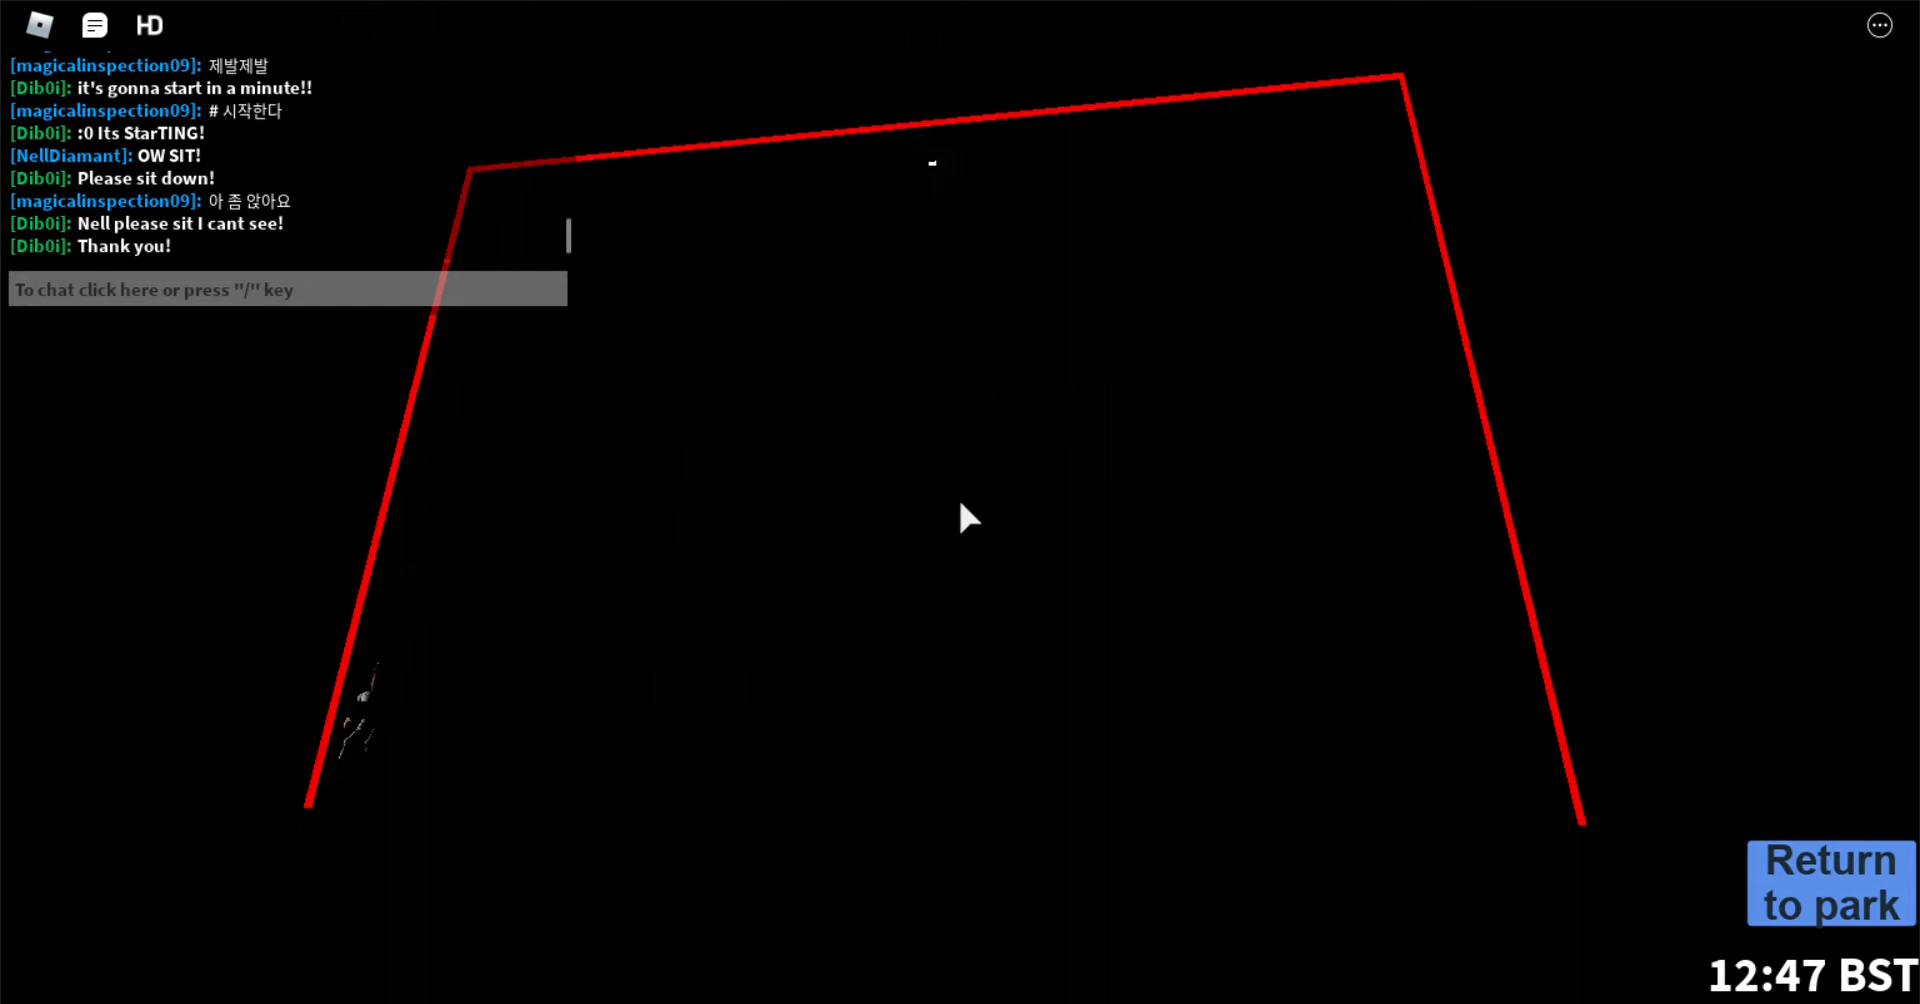 HD
[magicalinspection09]: 제발제발
[Dib0i]: it's gonna start in a minute!!
[magicalinspection09]: # 시작한다
[Dib0i]: :0 Its StarTING!
[NellDiamant]: OW SIT!
[Dib0i]: Please sit down!
[magicalinspection09]: 아 좀 앉아요
[Dib0i]: Nell please sit I cant see!
[Dib0i]: Thank you!
To chat click here or press "/" key
Return
to park
12:47 BST